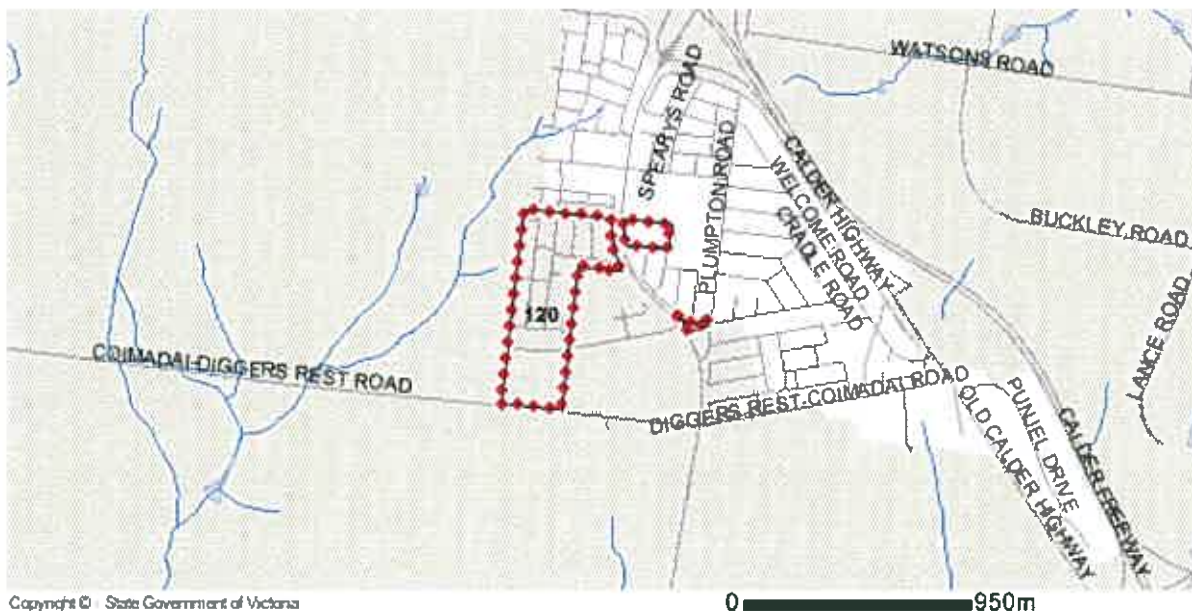 WATSONS ROAD
SPEARYS ROAD
PLUMPTON ROAD
CALDER HIGHWAY
WELCOME ROAD
CRADLE ROAD
BUCKLEY ROAD
LANCE ROAD
120
COIMADAI-DIGGERS REST ROAD
DIGGERS REST-COIMADAI ROAD
OLD CALDER HIGHWAY
PUNJEL DRIVE
CALDER FREEWAY
Copyright © State Government of Victoria
0 950m